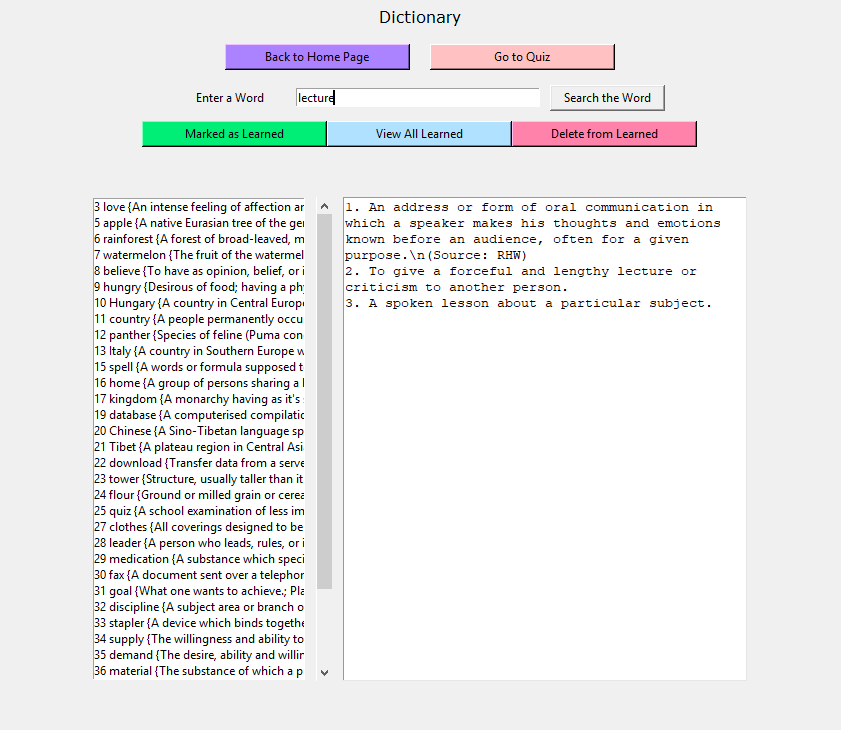 Dictionary
Back to Home Page
Go to Quiz
Enter a Word
lecture
Search the Word
Marked as Learned
View All Learned
Delete from Learned
3 love {An intense feeling of affection an
5 apple {A native Eurasian tree of the ger
6 rainforest {A forest of broad-leaved, m
7 watermelon {The fruit of the watermel
8 believe {To have as opinion, belief, or i
9 hungry {Desirous of food; having a phy
10 Hungary {A country in Central Europe
11 country {A people permanently occu
12 panther {Species of feline (Puma con
13 Italy {A country in Southern Europe w
15 spell {A words or formula supposed t
16 home {A group of persons sharing a h
17 kingdom {A monarchy having as it's
19 database {A computerised compilatio
20 Chinese {A Sino-Tibetan language sp
21 Tibet {A plateau region in Central Asi
22 download {Transfer data from a serve
23 tower {Structure, usually taller than it
24 flour {Ground or milled grain or cerea
25 quiz {A school examination of less im
27 clothes {All coverings designed to be
28 leader {A person who leads, rules, or i
29 medication {A substance which speci
30 fax {A document sent over a telephor
31 goal {What one wants to achieve.; Pla
32 discipline {A subject area or branch o
33 stapler {A device which binds togethe
34 supply {The willingness and ability to
35 demand {The desire, ability and willin
36 material {The substance of which a p
1. An address or form of oral communication in
which a speaker makes his thoughts and emotions
known before an audience, often for a given
purpose.\n(Source: RHW)
2. To give a forceful and lengthy lecture or
criticism to another person.
3. A spoken lesson about a particular subject.